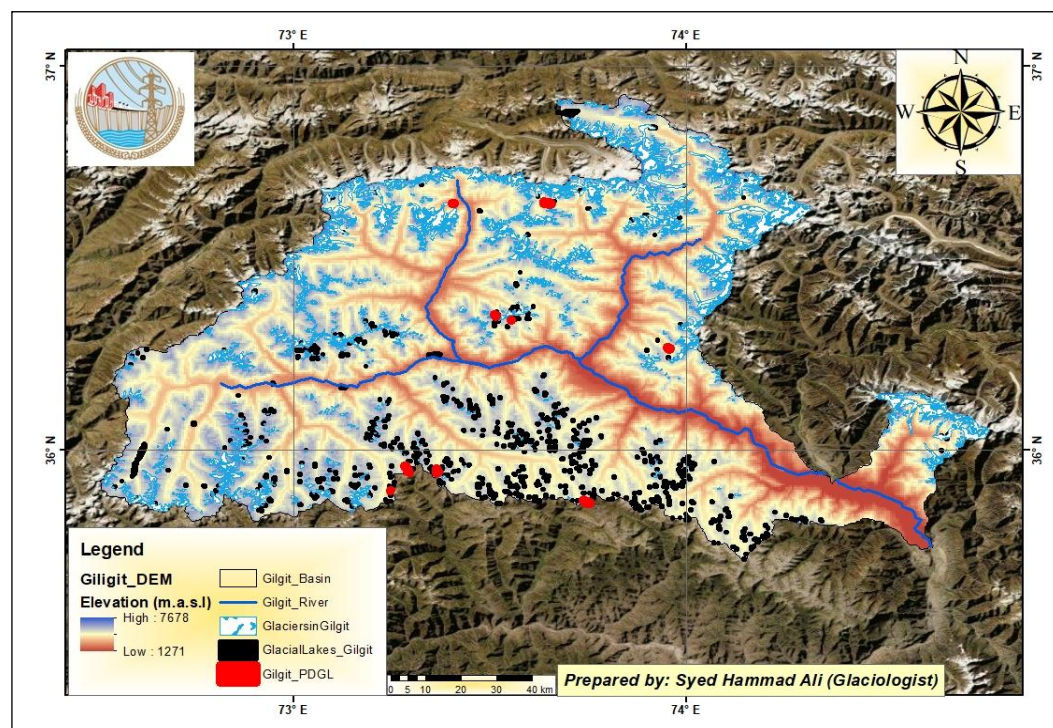 73° E
74° E
37° N
37° N
N
W
E
S
36° N
36° N
Legend
Giligit_DEM
Elevation (m.a.s.l)
High : 7678
Low : 1271
Gilgit_Basin
Gilgit_River
GlaciersinGilgit
GlacialLakes_Gilgit
Gilgit_PDGL
0 5 10 20 30 40 km
Prepared by: Syed Hammad Ali (Glaciologist)
73° E
74° E